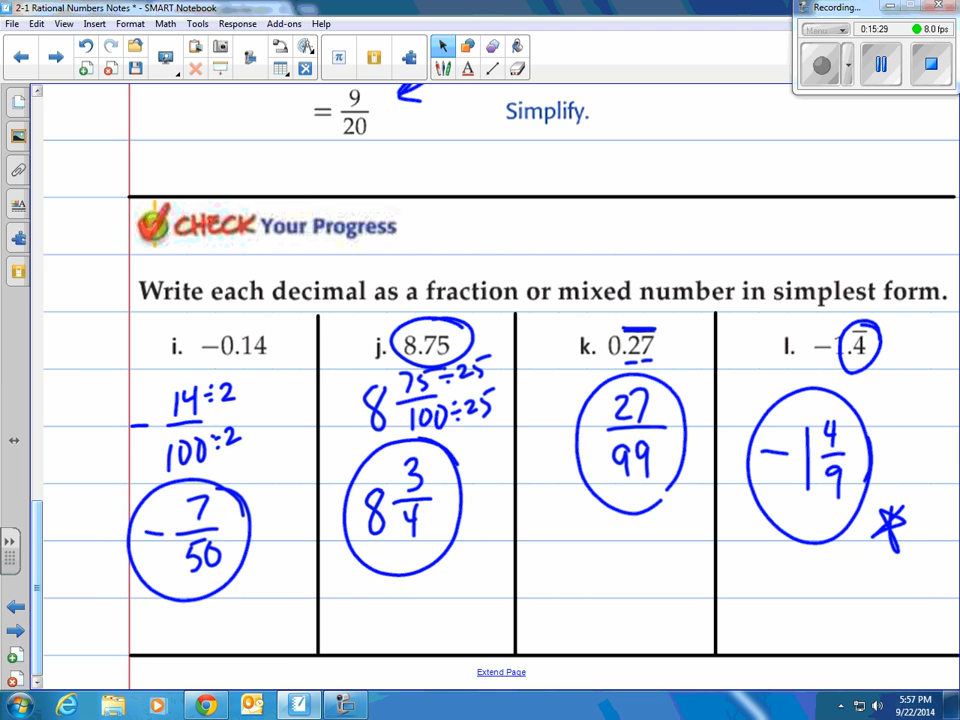 2-1 Rational Numbers Notes * - SMART Notebook
File Edit View Insert Format Math Tools Response Add-ons Help
Recording...
0:15:29 8.0 fps
Menu
= 9/20 Simplify.
CHECK Your Progress
Write each decimal as a fraction or mixed number in simplest form.
i. −0.14
- 14÷2/100÷2
- 7/50
j. 8.75
8 75÷25/100÷25
8 3/4
k. 0.27
27/99
l. −1.4̅
-1 4/9 *
Extend Page
5:57 PM
9/22/2014